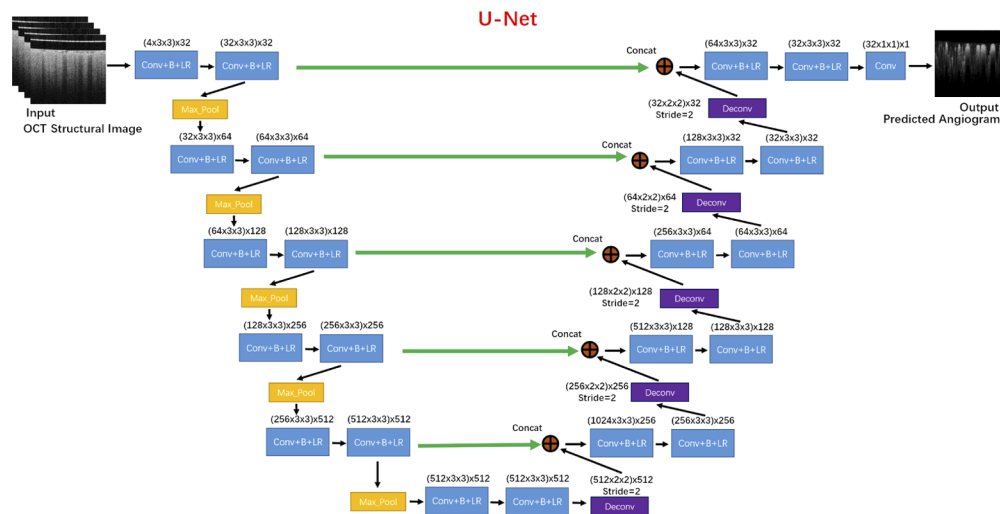 U-Net
Input
OCT Structural Image
(4x3x3)x32
Conv+B+LR
(32x3x3)x32
Conv+B+LR
Concat
(64x3x3)x32
Conv+B+LR
(32x3x3)x32
Conv+B+LR
(32x1x1)x1
Conv
Output
Predicted Angiogram
Max_Pool
(32x2x2)x32
Stride=2
Deconv
(32x3x3)x64
Conv+B+LR
(64x3x3)x64
Conv+B+LR
Concat
(128x3x3)x32
Conv+B+LR
(32x3x3)x32
Conv+B+LR
Max_Pool
(64x2x2)x64
Stride=2
Deconv
(64x3x3)x128
Conv+B+LR
(128x3x3)x128
Conv+B+LR
Concat
(256x3x3)x64
Conv+B+LR
(64x3x3)x64
Conv+B+LR
Max_Pool
(128x2x2)x128
Stride=2
Deconv
(128x3x3)x256
Conv+B+LR
(256x3x3)x256
Conv+B+LR
Concat
(512x3x3)x128
Conv+B+LR
(128x3x3)x128
Conv+B+LR
Max_Pool
(256x2x2)x256
Stride=2
Deconv
(256x3x3)x512
Conv+B+LR
(512x3x3)x512
Conv+B+LR
Concat
(1024x3x3)x256
Conv+B+LR
(256x3x3)x256
Conv+B+LR
Max_Pool
(512x3x3)x512
Conv+B+LR
(512x3x3)x512
Conv+B+LR
(512x2x2)x512
Stride=2
Deconv